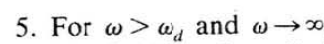 5. For ω > ω_d and ω → ∞